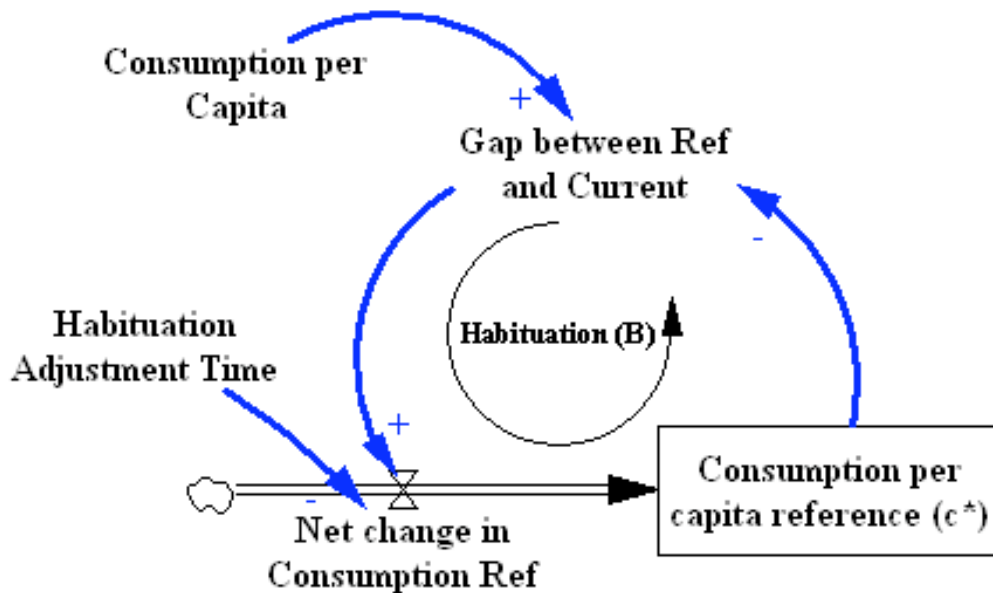 Consumption per
Capita
+
Gap between Ref
and Current
-
Habituation
Adjustment Time
Habituation (B)
+
-
Net change in
Consumption Ref
Consumption per
capita reference (c*)